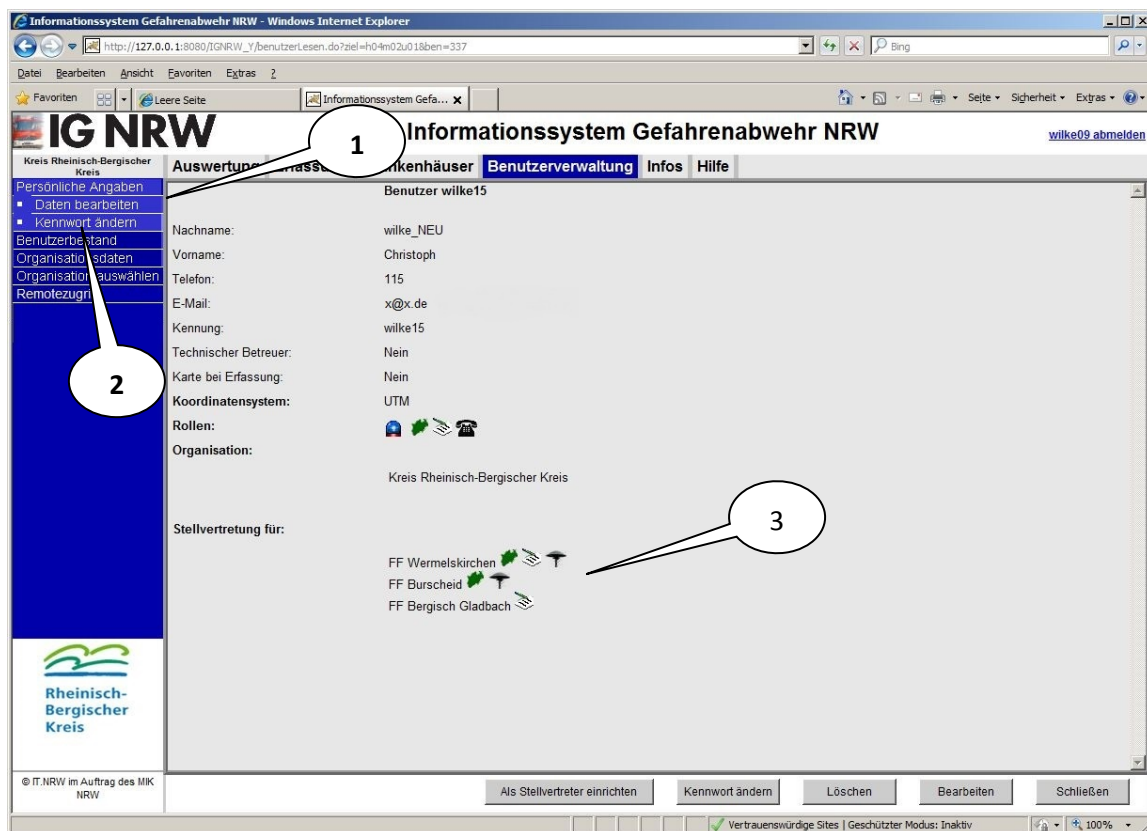 Informationssystem Gefahrenabwehr NRW - Windows Internet Explorer
http://127.0.0.1:8080/IGNRW_Y/benutzerLesen.do?ziel=h04m02u01&ben=337
Bing
Datei Bearbeiten Ansicht Favoriten Extras ?
Favoriten
Leere Seite
Informationssystem Gefa...
Seite Sicherheit Extras
IG NRW
Informationssystem Gefahrenabwehr NRW
wilke09 abmelden
1
Kreis Rheinisch-Bergischer
Kreis
Benutzerverwaltung Infos Hilfe
Persönliche Angaben
Daten bearbeiten
Kennwort ändern
Benutzerbestand
Organisationsdaten
Organisation auswählen
2
Benutzer wilke15
Nachname: wilke_NEU
Vorname: Christoph
Telefon: 115
E-Mail: x@x.de
Kennung: wilke15
Technischer Betreuer: Nein
Karte bei Erfassung: Nein
Koordinatensystem: UTM
Rollen:
Organisation:
Kreis Rheinisch-Bergischer Kreis
Stellvertretung für:
3
FF Wermelskirchen
FF Burscheid
FF Bergisch Gladbach
Rheinisch-
Bergischer
Kreis
© IT.NRW im Auftrag des MIK
NRW
Als Stellvertreter einrichten Kennwort ändern Löschen Bearbeiten Schließen
Vertrauenswürdige Sites | Geschützter Modus: Inaktiv 100%